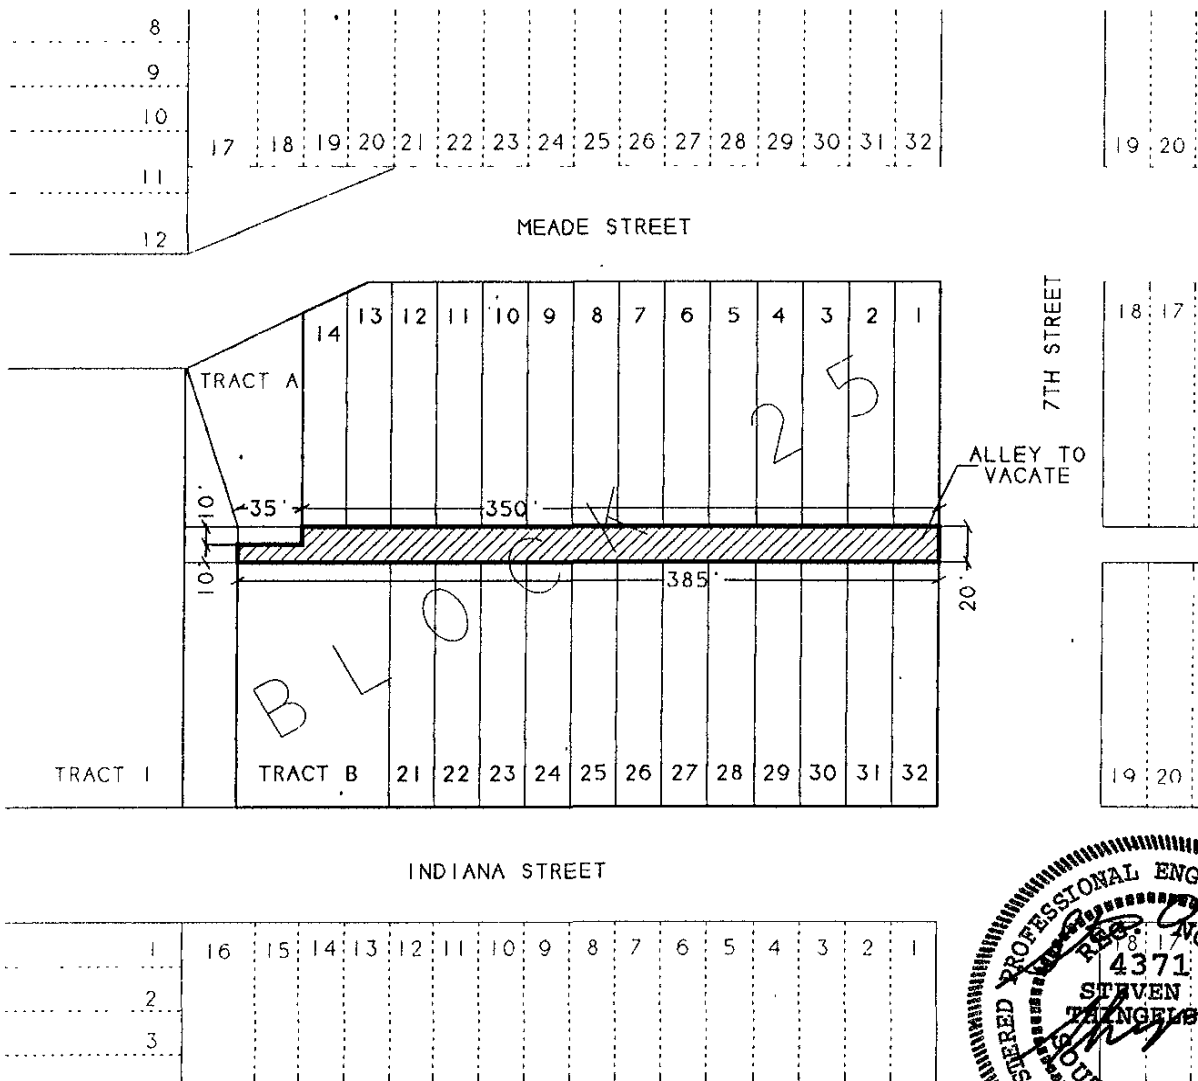 8
9
10
11
12
17 18 19 20 21 22 23 24 25 26 27 28 29 30 31 32
19 20
MEADE STREET
7TH STREET
14 13 12 11 10 9 8 7 6 5 4 3 2 1
18 17
TRACT A
ALLEY TO
VACATE
10'
35'
350'
10'
385'
20'
BLOCK 25
TRACT 1
TRACT B
21 22 23 24 25 26 27 28 29 30 31 32
19 20
INDIANA STREET
1
2
3
16 15 14 13 12 11 10 9 8 7 6 5 4 3 2 1
18 17
PROFESSIONAL
REG. NO
4371
STEVEN